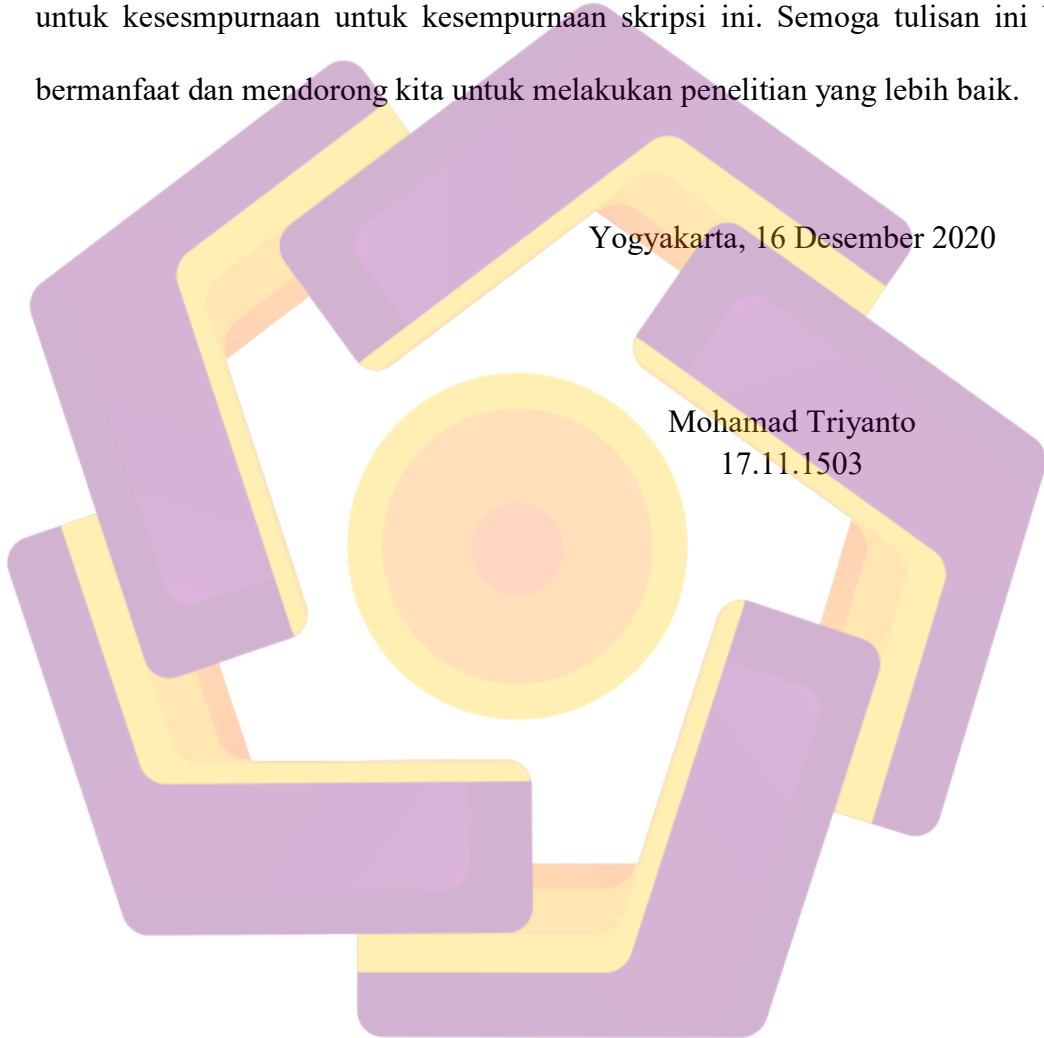 untuk kesesmpurnaan untuk kesempurnaan skripsi ini. Semoga tulisan ini
bermanfaat dan mendorong kita untuk melakukan penelitian yang lebih baik.
Yogyakarta, 16 Desember 2020
Mohamad Triyanto
17.11.1503